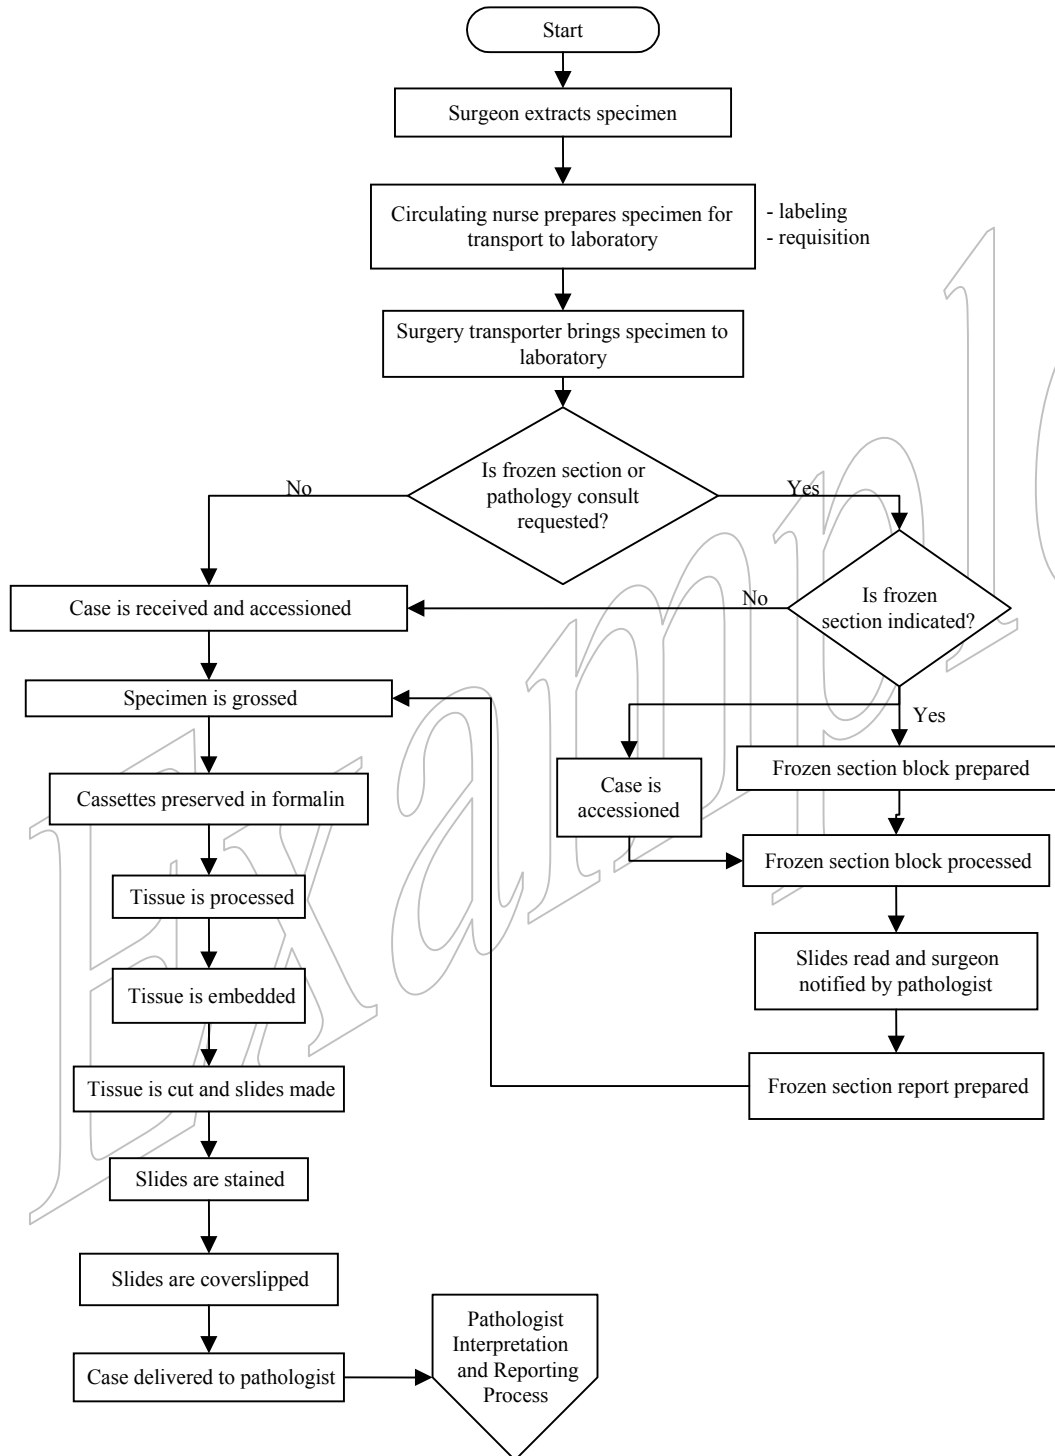 Start
Surgeon extracts specimen
Circulating nurse prepares specimen for
transport to laboratory
- labeling
- requisition
Surgery transporter brings specimen to
laboratory
Is frozen section or
pathology consult
requested?
No
Yes
Is frozen
section indicated?
No
Yes
Case is received and accessioned
Specimen is grossed
Cassettes preserved in formalin
Tissue is processed
Tissue is embedded
Tissue is cut and slides made
Slides are stained
Slides are coverslipped
Case delivered to pathologist
Case is
accessioned
Frozen section block prepared
Frozen section block processed
Slides read and surgeon
notified by pathologist
Frozen section report prepared
Pathologist
Interpretation
and Reporting
Process
Example